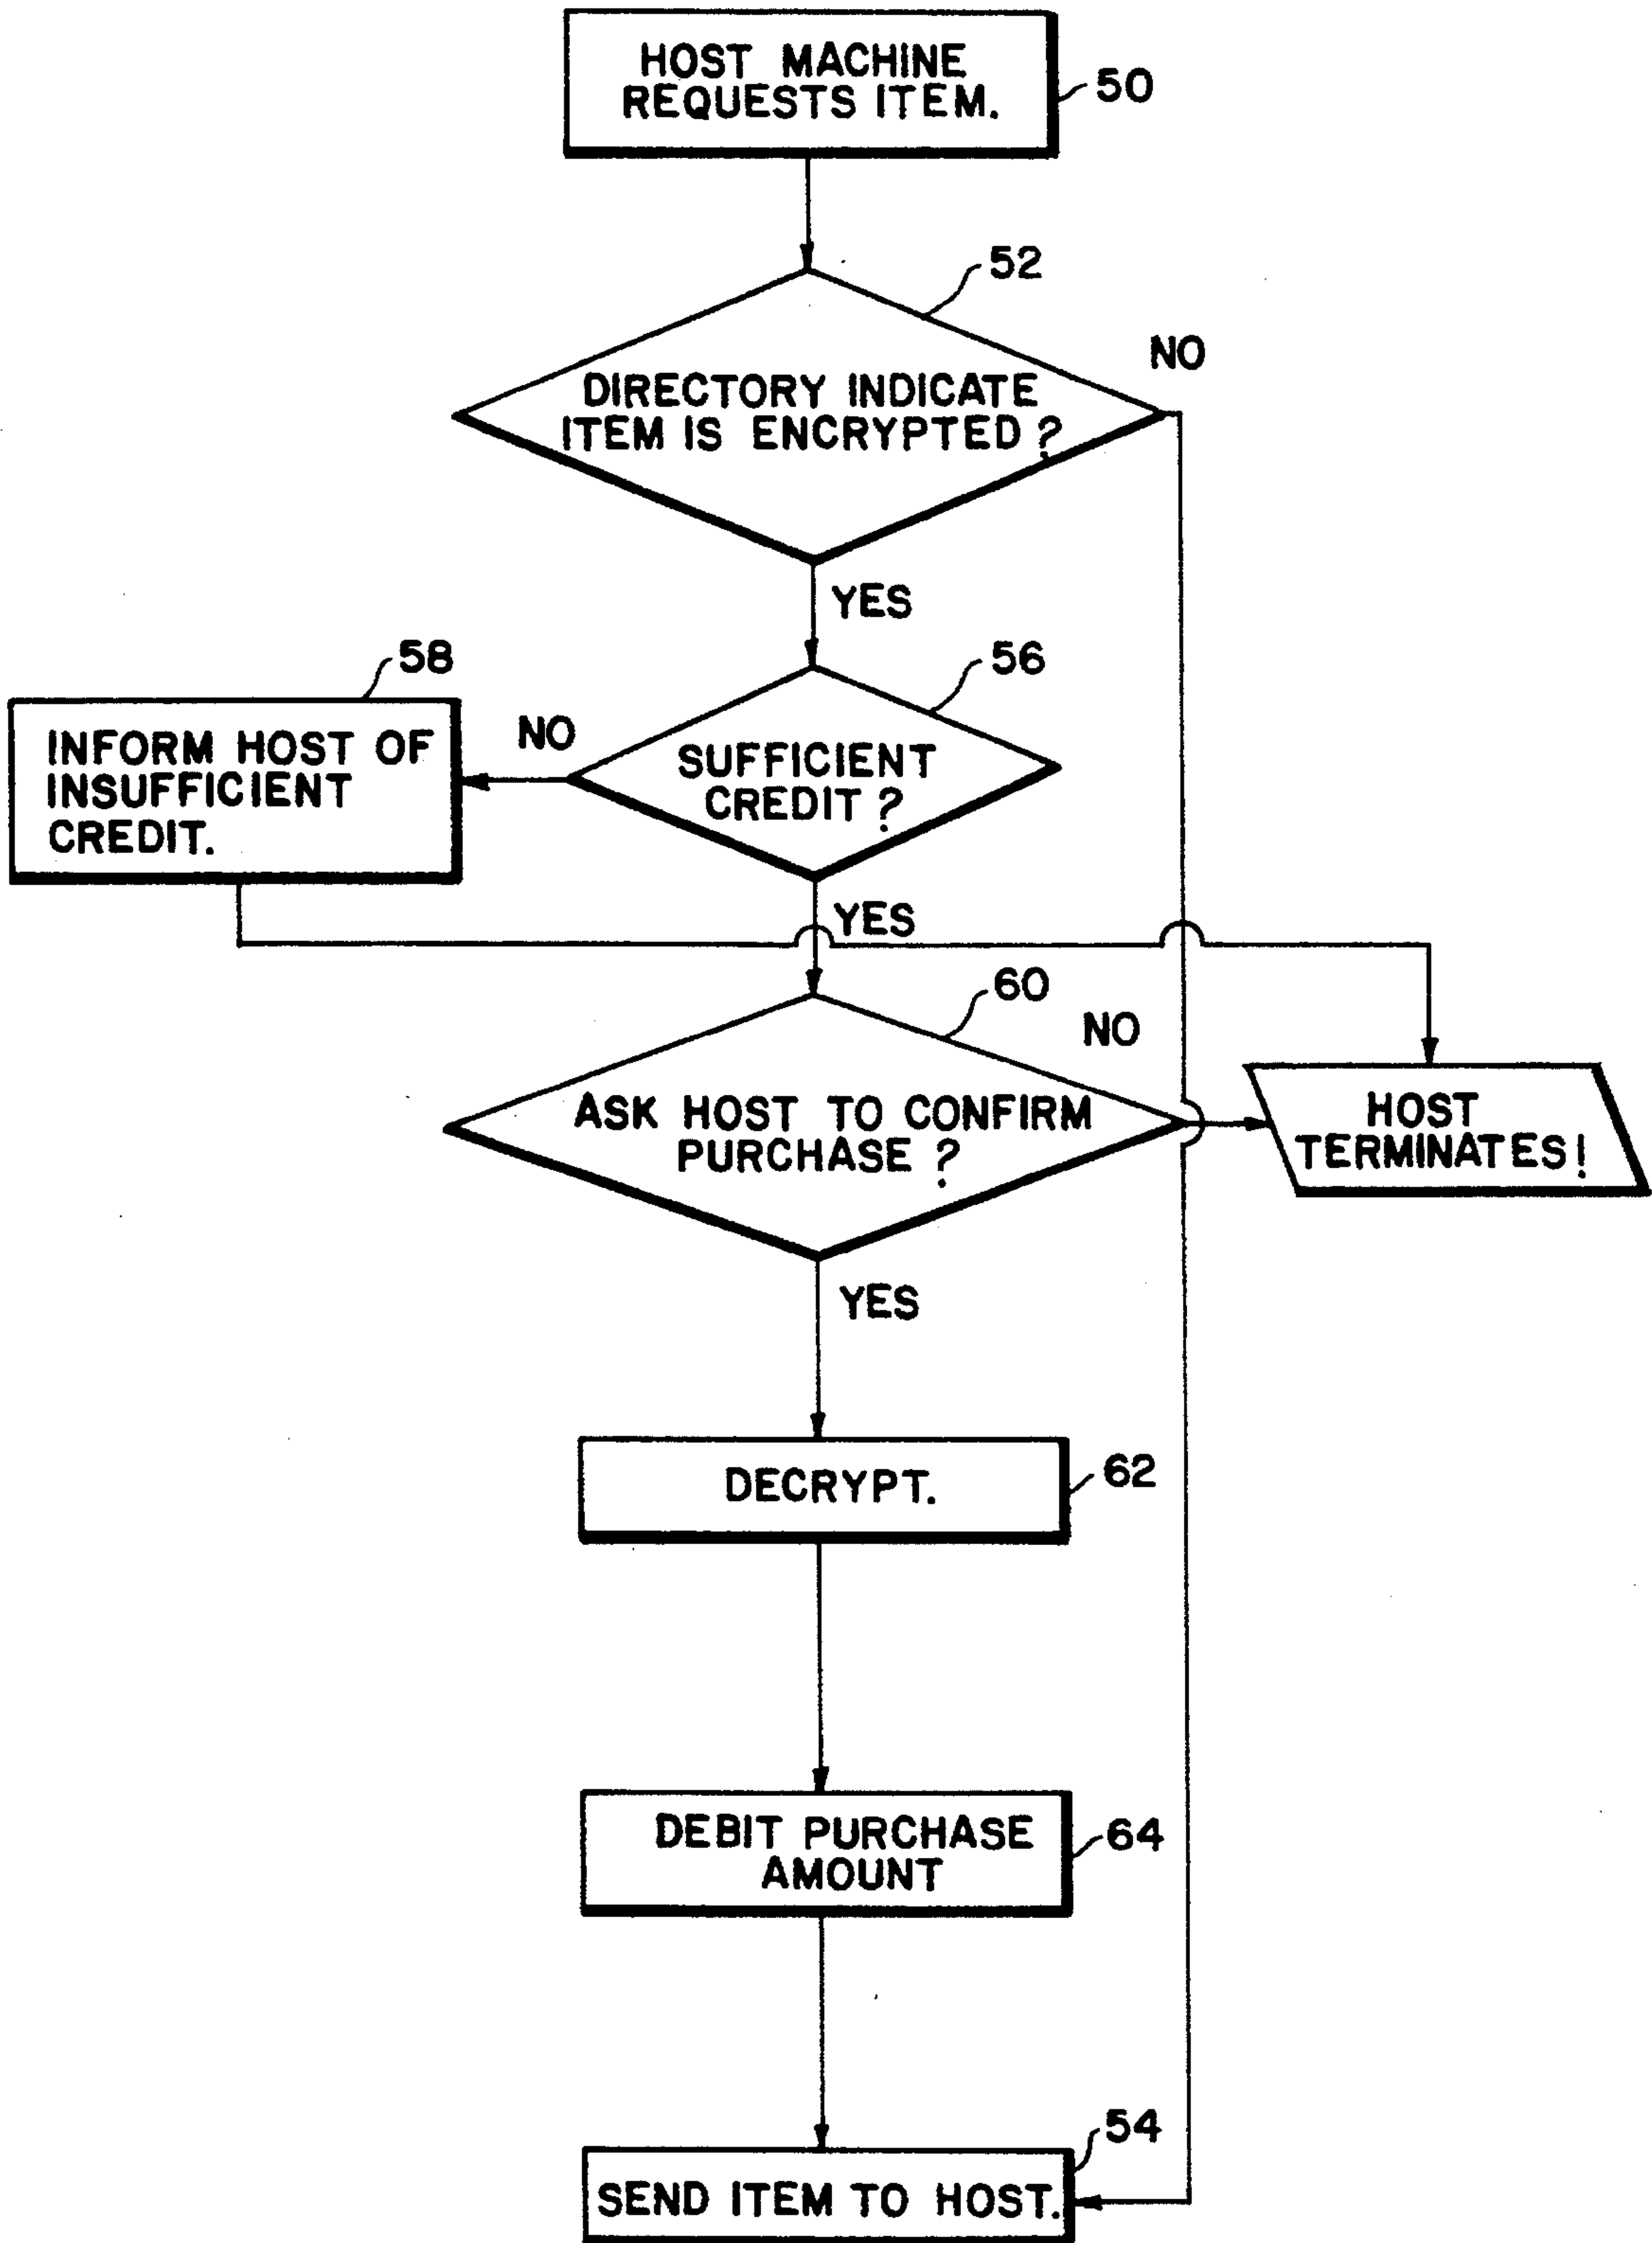 HOST MACHINE
REQUESTS ITEM.
50
52
NO
DIRECTORY INDICATE
ITEM IS ENCRYPTED?
YES
58
56
INFORM HOST OF
INSUFFICIENT
CREDIT.
NO
SUFFICIENT
CREDIT?
YES
60
NO
ASK HOST TO CONFIRM
PURCHASE?
HOST
TERMINATES!
YES
DECRYPT.
62
DEBIT PURCHASE
AMOUNT
64
54
SEND ITEM TO HOST.